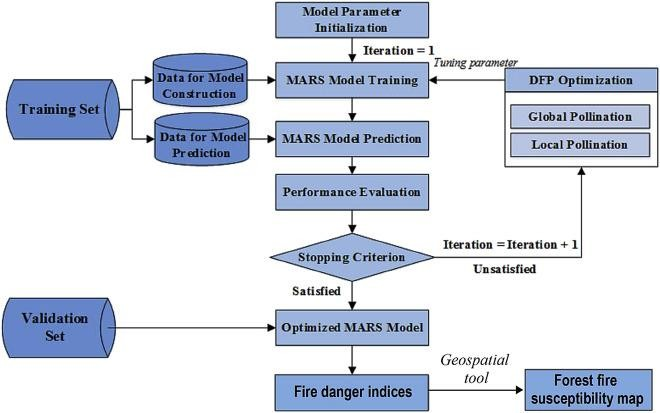 Model Parameter
Initialization
Iteration = 1
Tuning parameter
Data for Model
Construction
MARS Model Training
DFP Optimization
Training Set
Global Pollination
Data for Model
Prediction
MARS Model Prediction
Local Pollination
Performance Evaluation
Stopping Criterion
Iteration = Iteration + 1
Unsatisfied
Satisfied
Validation
Set
Optimized MARS Model
Fire danger indices
Geospatial
tool
Forest fire
susceptibility map